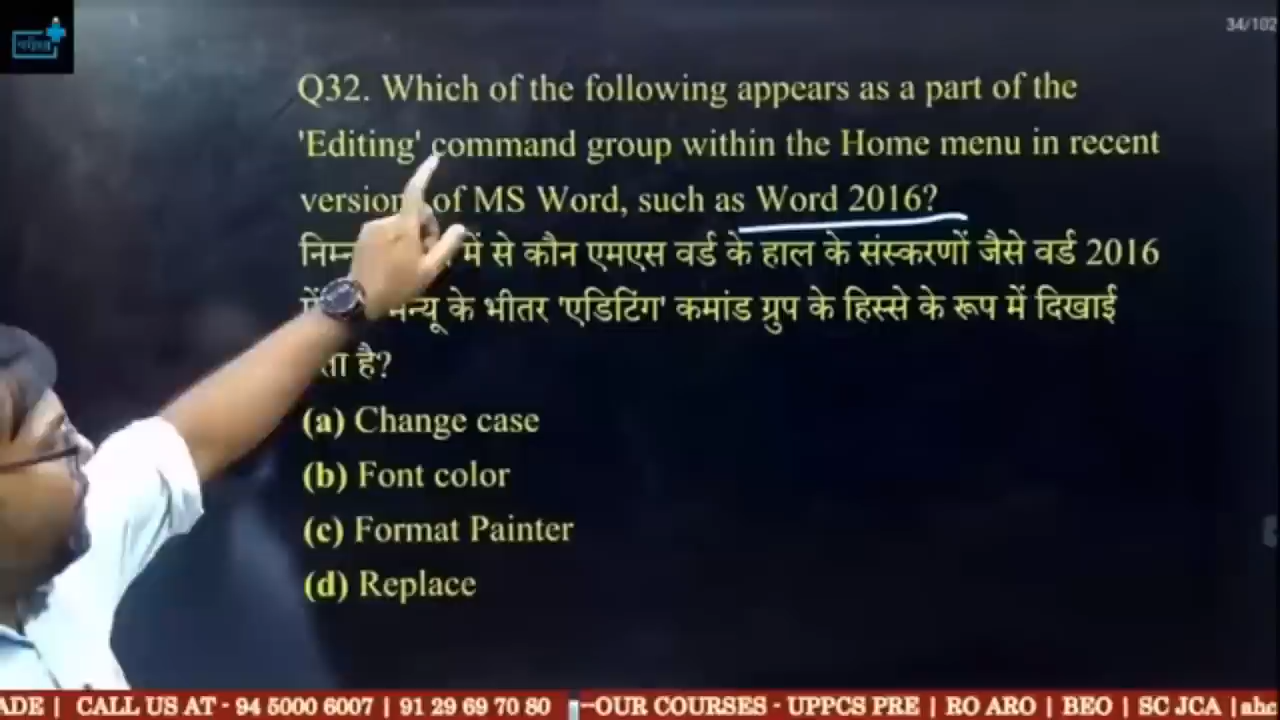 34/102
Q32. Which of the following appears as a part of the
'Editing' command group within the Home menu in recent
version of MS Word, such as Word 2016?
में से कौन एमएस वर्ड के हाल के संस्करणों जैसे वर्ड 2016
के भीतर 'एडिटिंग' कमांड ग्रुप के हिस्से के रूप में दिखाई
है?
(a) Change case
(b) Font color
(c) Format Painter
(d) Replace
ADE | CALL US AT - 94 5000 6007 | 91 29 69 70 80 -OUR COURSES - UPPCS PRE | RO ARO | BEO | SC JCA |